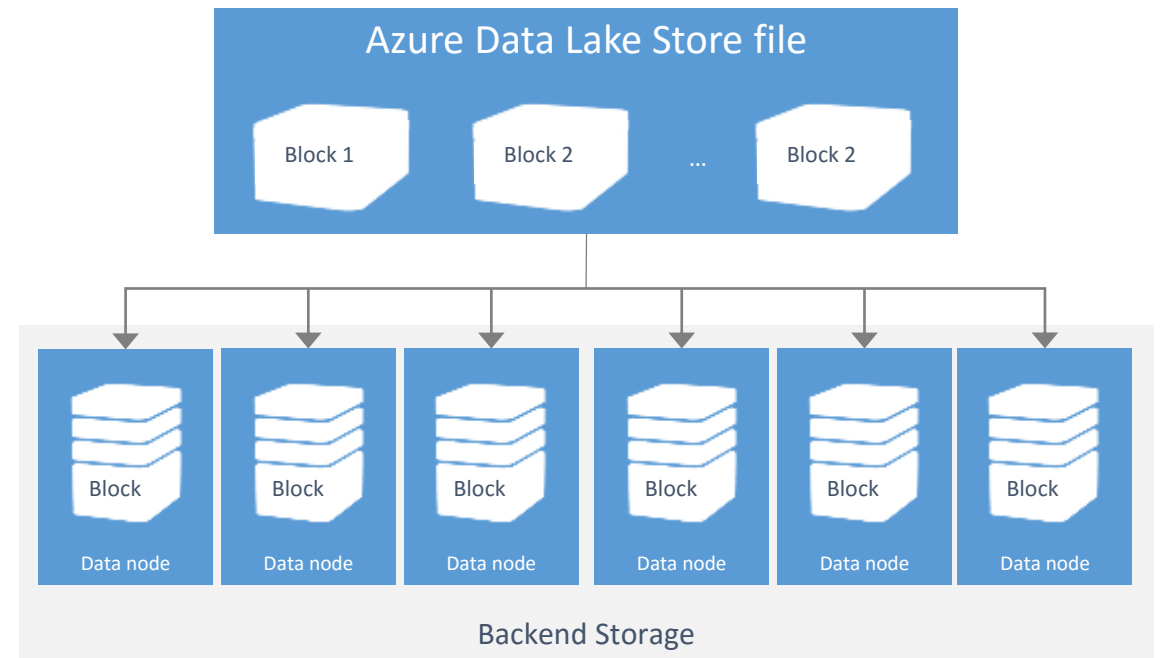 Azure Data Lake Store file
Block 1
Block 2
...
Block 2
Block
Block
Block
Block
Block
Block
Data node
Data node
Data node
Data node
Data node
Data node
Backend Storage